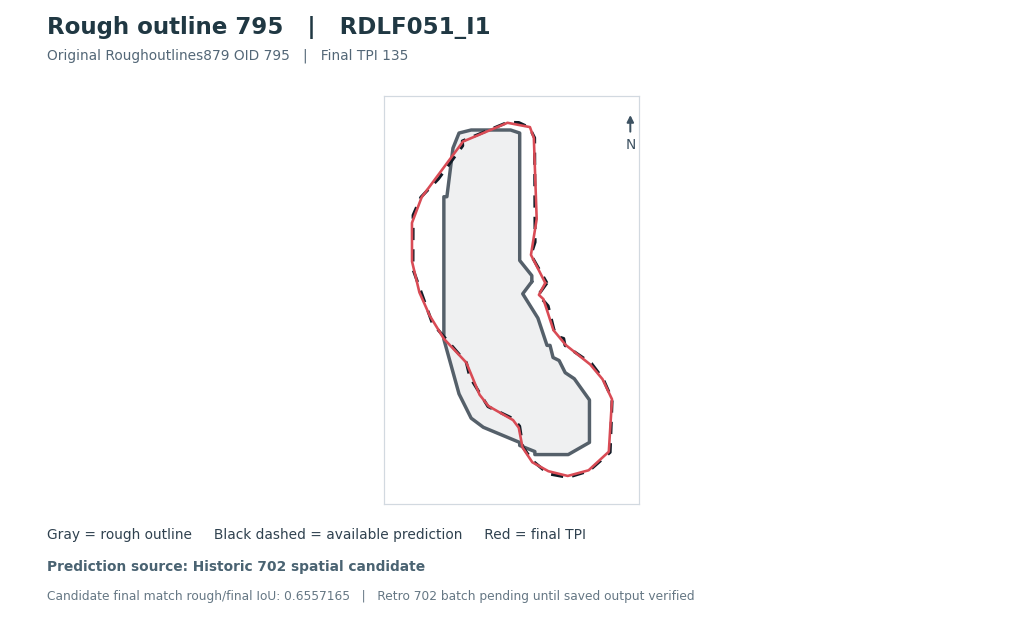 Rough outline 795   |   RDLF051_I1
Original Roughoutlines879 OID 795   |   Final TPI 135
N
Gray = rough outline     Black dashed = available prediction     Red = final TPI
Prediction source: Historic 702 spatial candidate
Candidate final match rough/final IoU: 0.6557165   |   Retro 702 batch pending until saved output verified